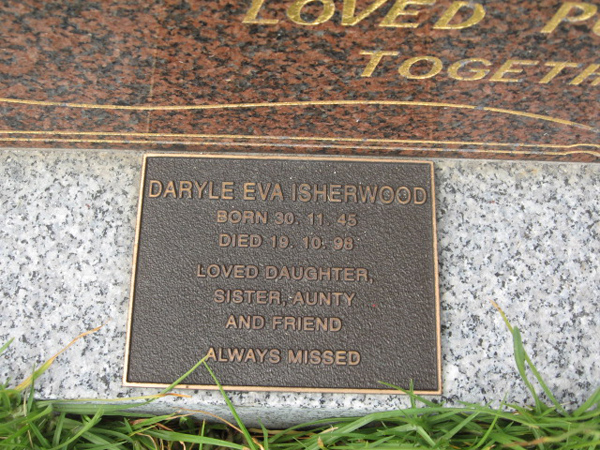 LOVED
TOGETH
DARYLE EVA ISHERWOOD
BORN 30. 11. 45
DIED 19. 10. 98
LOVED DAUGHTER,
SISTER, AUNTY
AND FRIEND
ALWAYS MISSED